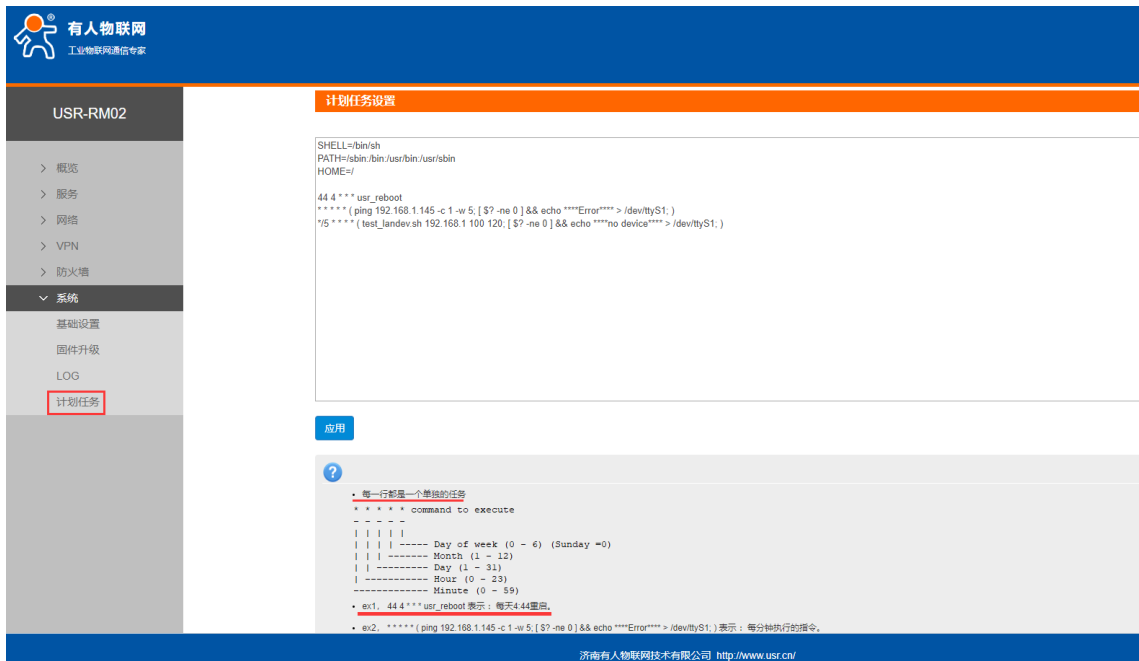 有人物联网
工业物联网通信专家
USR-RM02
概览
服务
网络
VPN
防火墙
系统
基础设置
固件升级
LOG
计划任务
计划任务设置
SHELL=/bin/sh
PATH=/sbin:/bin:/usr/bin:/usr/sbin
HOME=/
44 4 * * * usr_reboot
* * * * * ( ping 192.168.1.145 -c 1 -w 5; [ $? -ne 0 ] && echo ****Error**** > /dev/ttyS1; )
*/5 * * * * ( test_landev.sh 192.168.1 100 120; [ $? -ne 0 ] && echo ****no device**** > /dev/ttyS1; )
应用
• 每一行都是一个单独的任务
* * * * * command to execute
- - - - -
| | | | |
| | | | ----- Day of week (0 - 6) (Sunday =0)
| | | ------- Month (1 - 12)
| | --------- Day (1 - 31)
| ----------- Hour (0 - 23)
------------- Minute (0 - 59)
• ex1， 44 4 * * * usr_reboot 表示： 每天4:44重启。
• ex2， * * * * * ( ping 192.168.1.145 -c 1 -w 5; [ $? -ne 0 ] && echo ****Error**** > /dev/ttyS1; ) 表示： 每分钟执行的指令。
济南有人物联网技术有限公司 http://www.usr.cn/